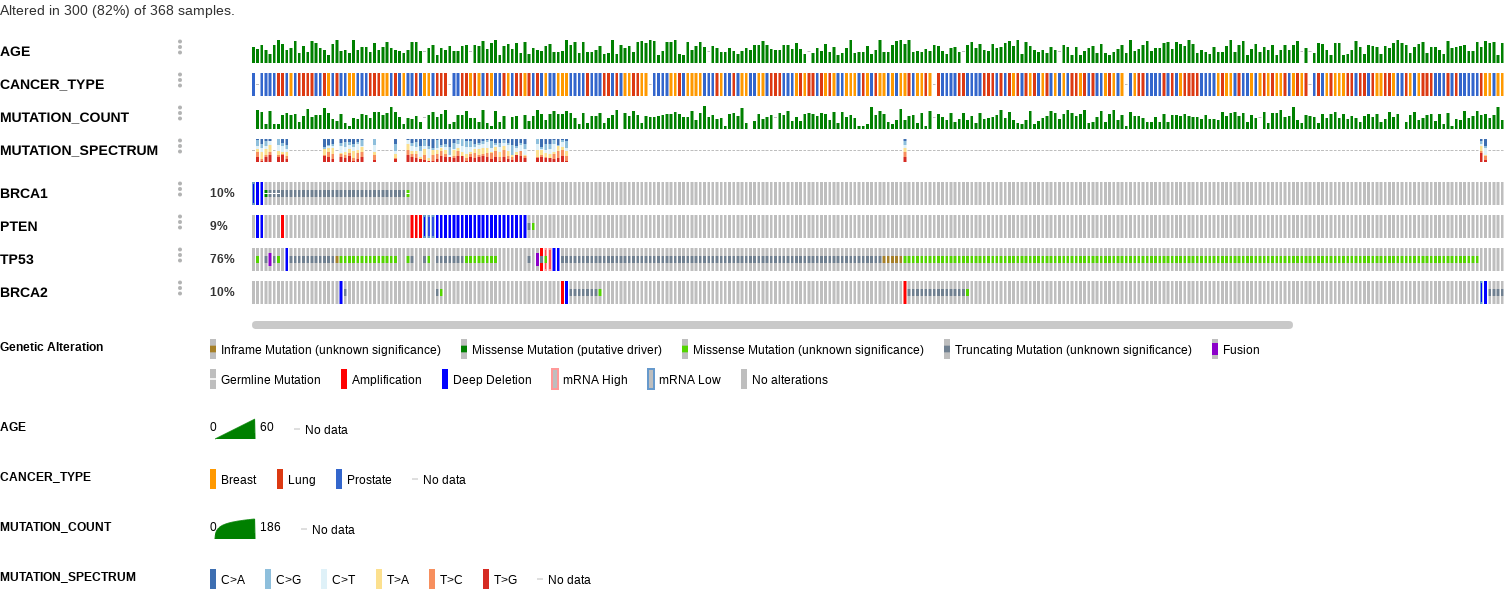 Altered in 300 (82%) of 368 samples.
AGE
CANCER_TYPE
MUTATION_COUNT
MUTATION_SPECTRUM
BRCA1 10%
PTEN 9%
TP53 76%
BRCA2 10%
Genetic Alteration Inframe Mutation (unknown significance) Missense Mutation (putative driver) Missense Mutation (unknown significance) Truncating Mutation (unknown significance) Fusion
Germline Mutation Amplification Deep Deletion mRNA High mRNA Low No alterations
AGE 0 60 No data
CANCER_TYPE Breast Lung Prostate No data
MUTATION_COUNT 0 186 No data
MUTATION_SPECTRUM C>A C>G C>T T>A T>C T>G No data